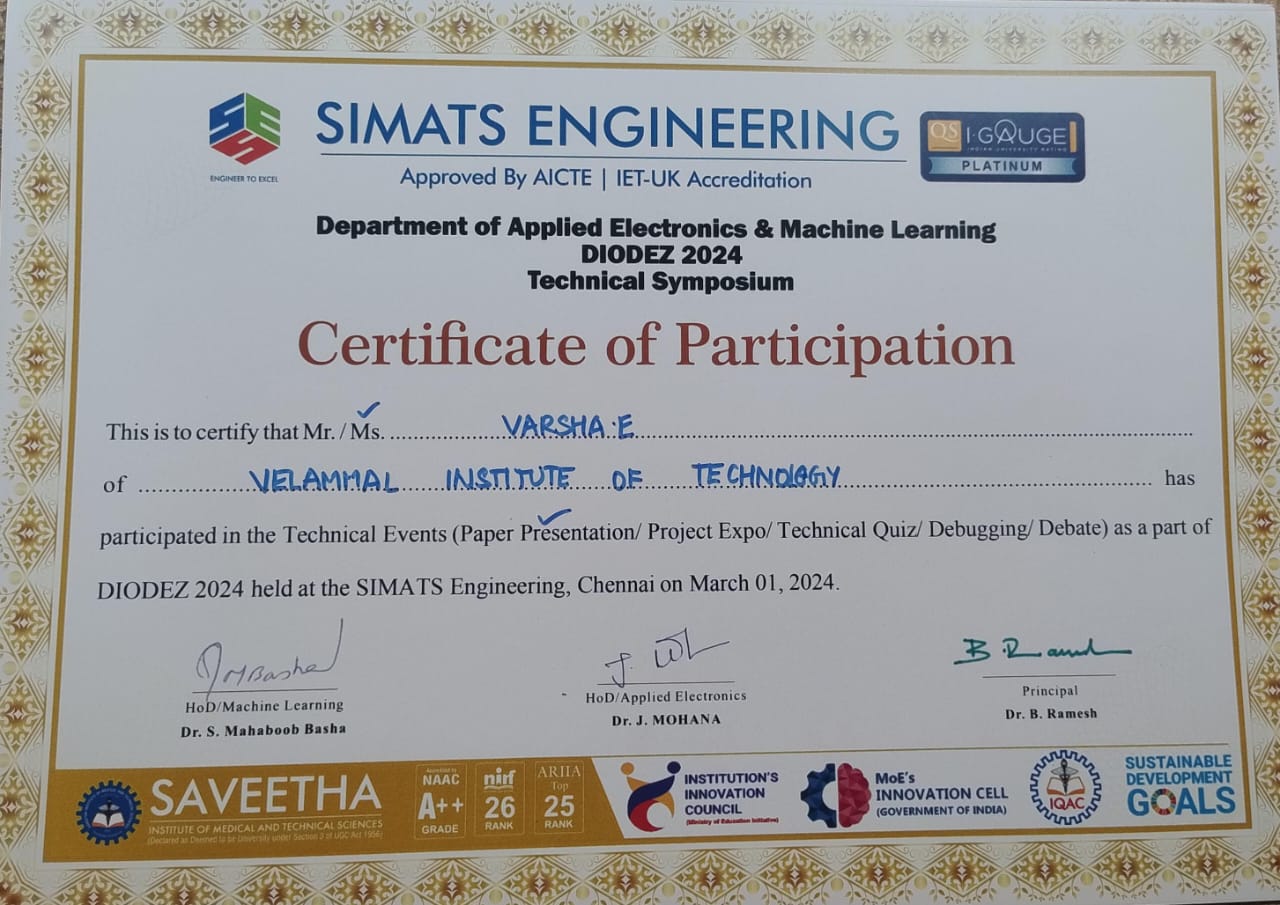 SES
ENGINEER TO EXCEL
SIMATS ENGINEERING
Approved By AICTE | IET-UK Accreditation
QS I·GAUGE
INDIAN UNIVERSITY RATING
PLATINUM
Department of Applied Electronics & Machine Learning
DIODEZ 2024
Technical Symposium
Certificate of Participation
This is to certify that Mr. / Ms. VARSHA.E
of VELAMMAL INSTITUTE OF TECHNOLOGY has
participated in the Technical Events (Paper Presentation/ Project Expo/ Technical Quiz/ Debugging/ Debate) as a part of
DIODEZ 2024 held at the SIMATS Engineering, Chennai on March 01, 2024.
HoD/Machine Learning
Dr. S. Mahaboob Basha
HoD/Applied Electronics
Dr. J. MOHANA
B. Ramesh
Principal
Dr. B. Ramesh
SAVEETHA
INSTITUTE OF MEDICAL AND TECHNICAL SCIENCES
(Declared as Deemed to be University under Section 3 of UGC Act 1956)
Accredited by
NAAC
A++
GRADE
nirf
26
RANK
ARIIA
Top
25
RANK
INSTITUTION'S
INNOVATION
COUNCIL
(Ministry of Education Initiative)
MoE's
INNOVATION CELL
(GOVERNMENT OF INDIA)
IQAC
SUSTAINABLE
DEVELOPMENT
GOALS